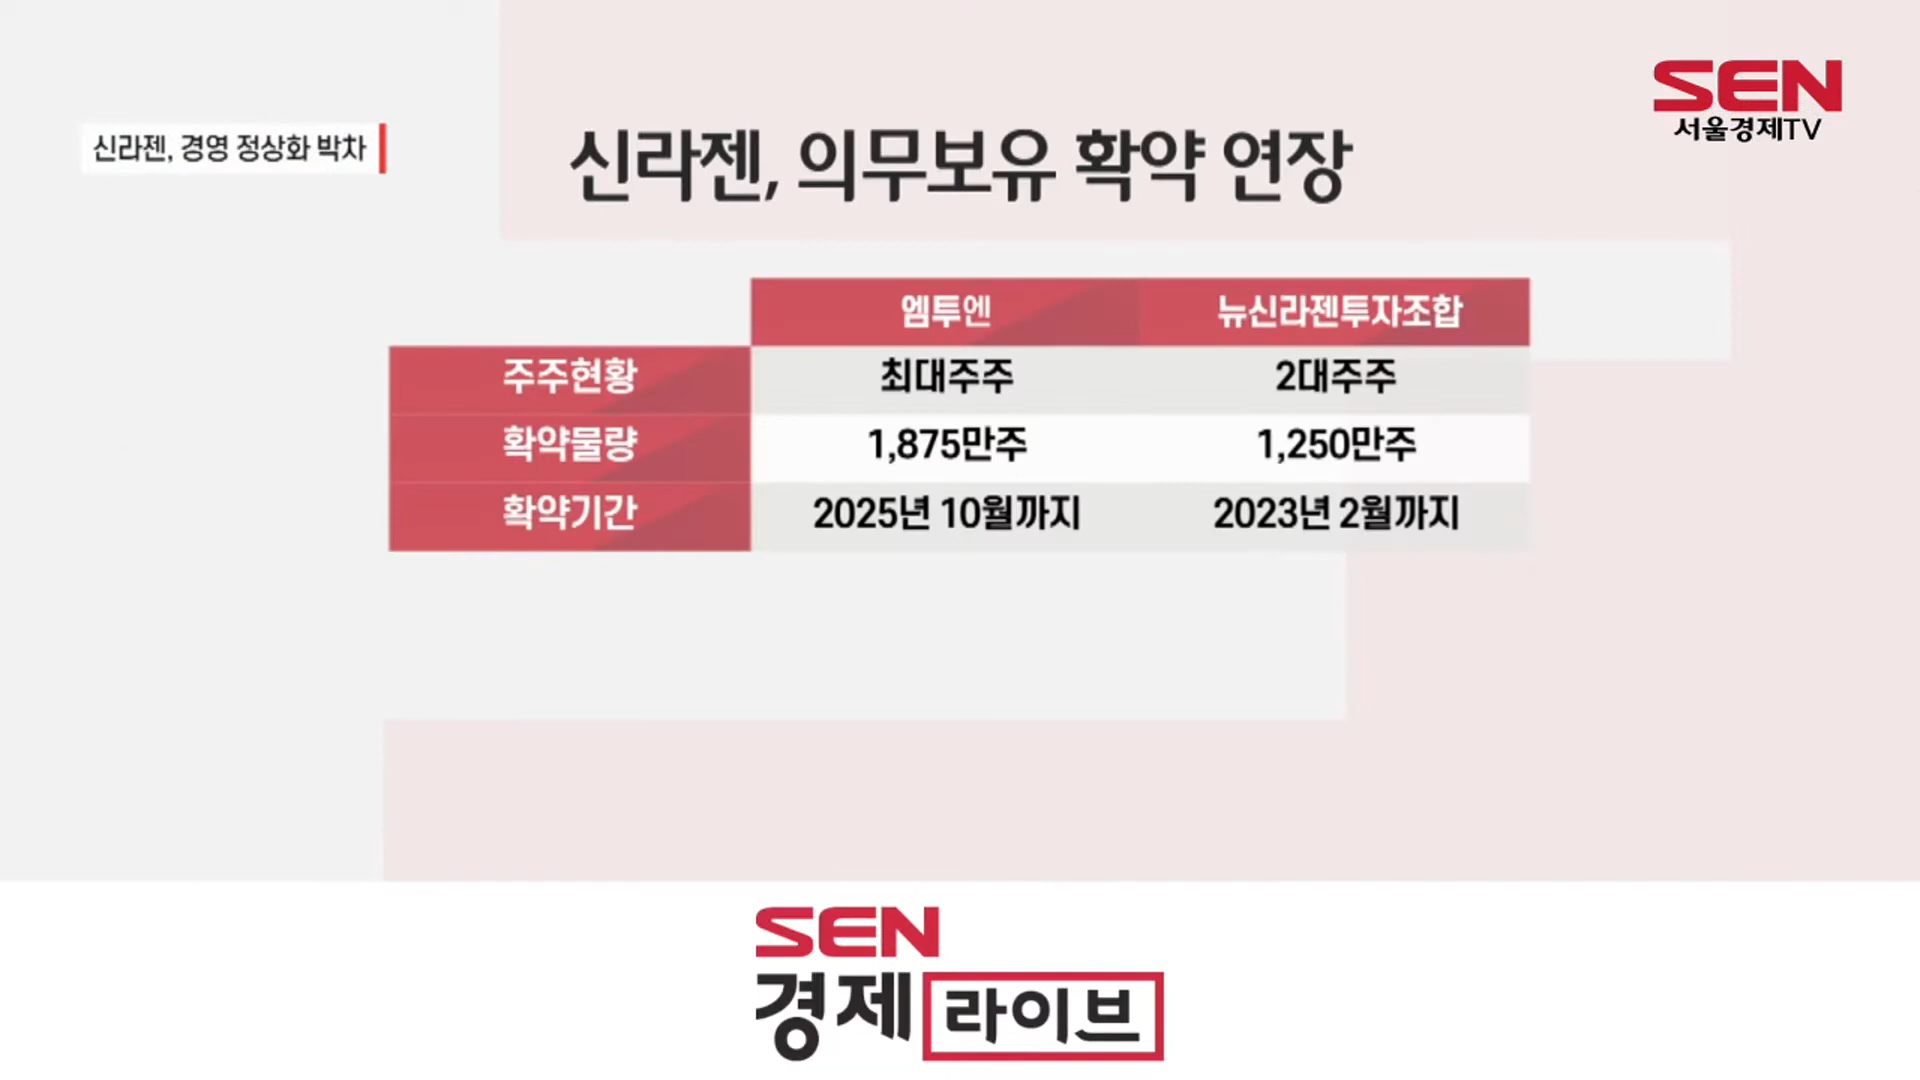 SEN
서울경제TV
신라젠, 경영 정상화 박차
신라젠, 의무보유 확약 연장
엠투엔 뉴신라젠투자조합
주주현황 최대주주 2대주주
확약물량 1,875만주 1,250만주
확약기간 2025년 10월까지 2023년 2월까지
SEN
경제 라이브